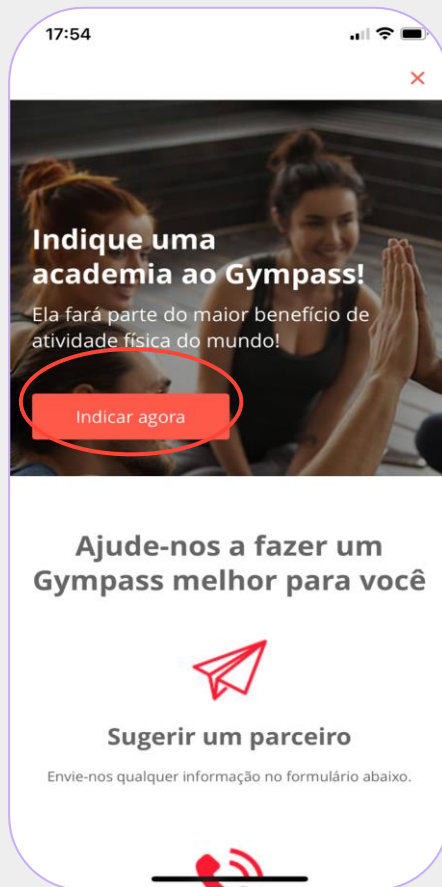 17:54
Indique uma
academia ao Gympass!
Ela fará parte do maior benefício de
atividade física do mundo!
Indicar agora
Ajude-nos a fazer um
Gympass melhor para você
Sugerir um parceiro
Envie-nos qualquer informação no formulário abaixo.